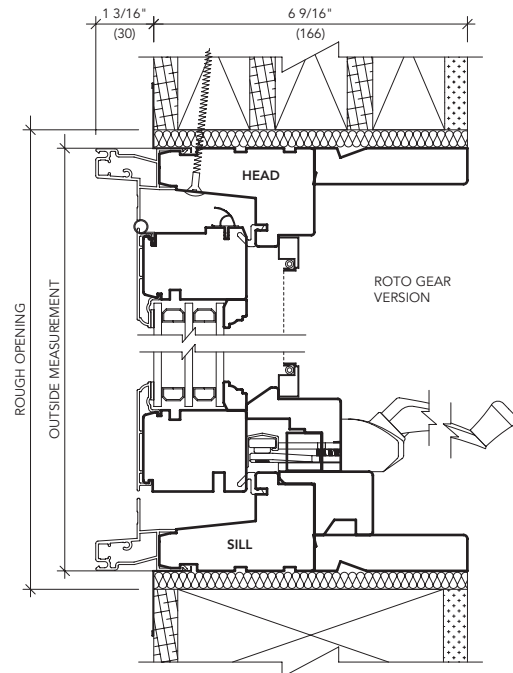 1 3/16"
(30)
6 9/16"
(166)
HEAD
ROTO GEAR
VERSION
ROUGH OPENING
OUTSIDE MEASUREMENT
SILL